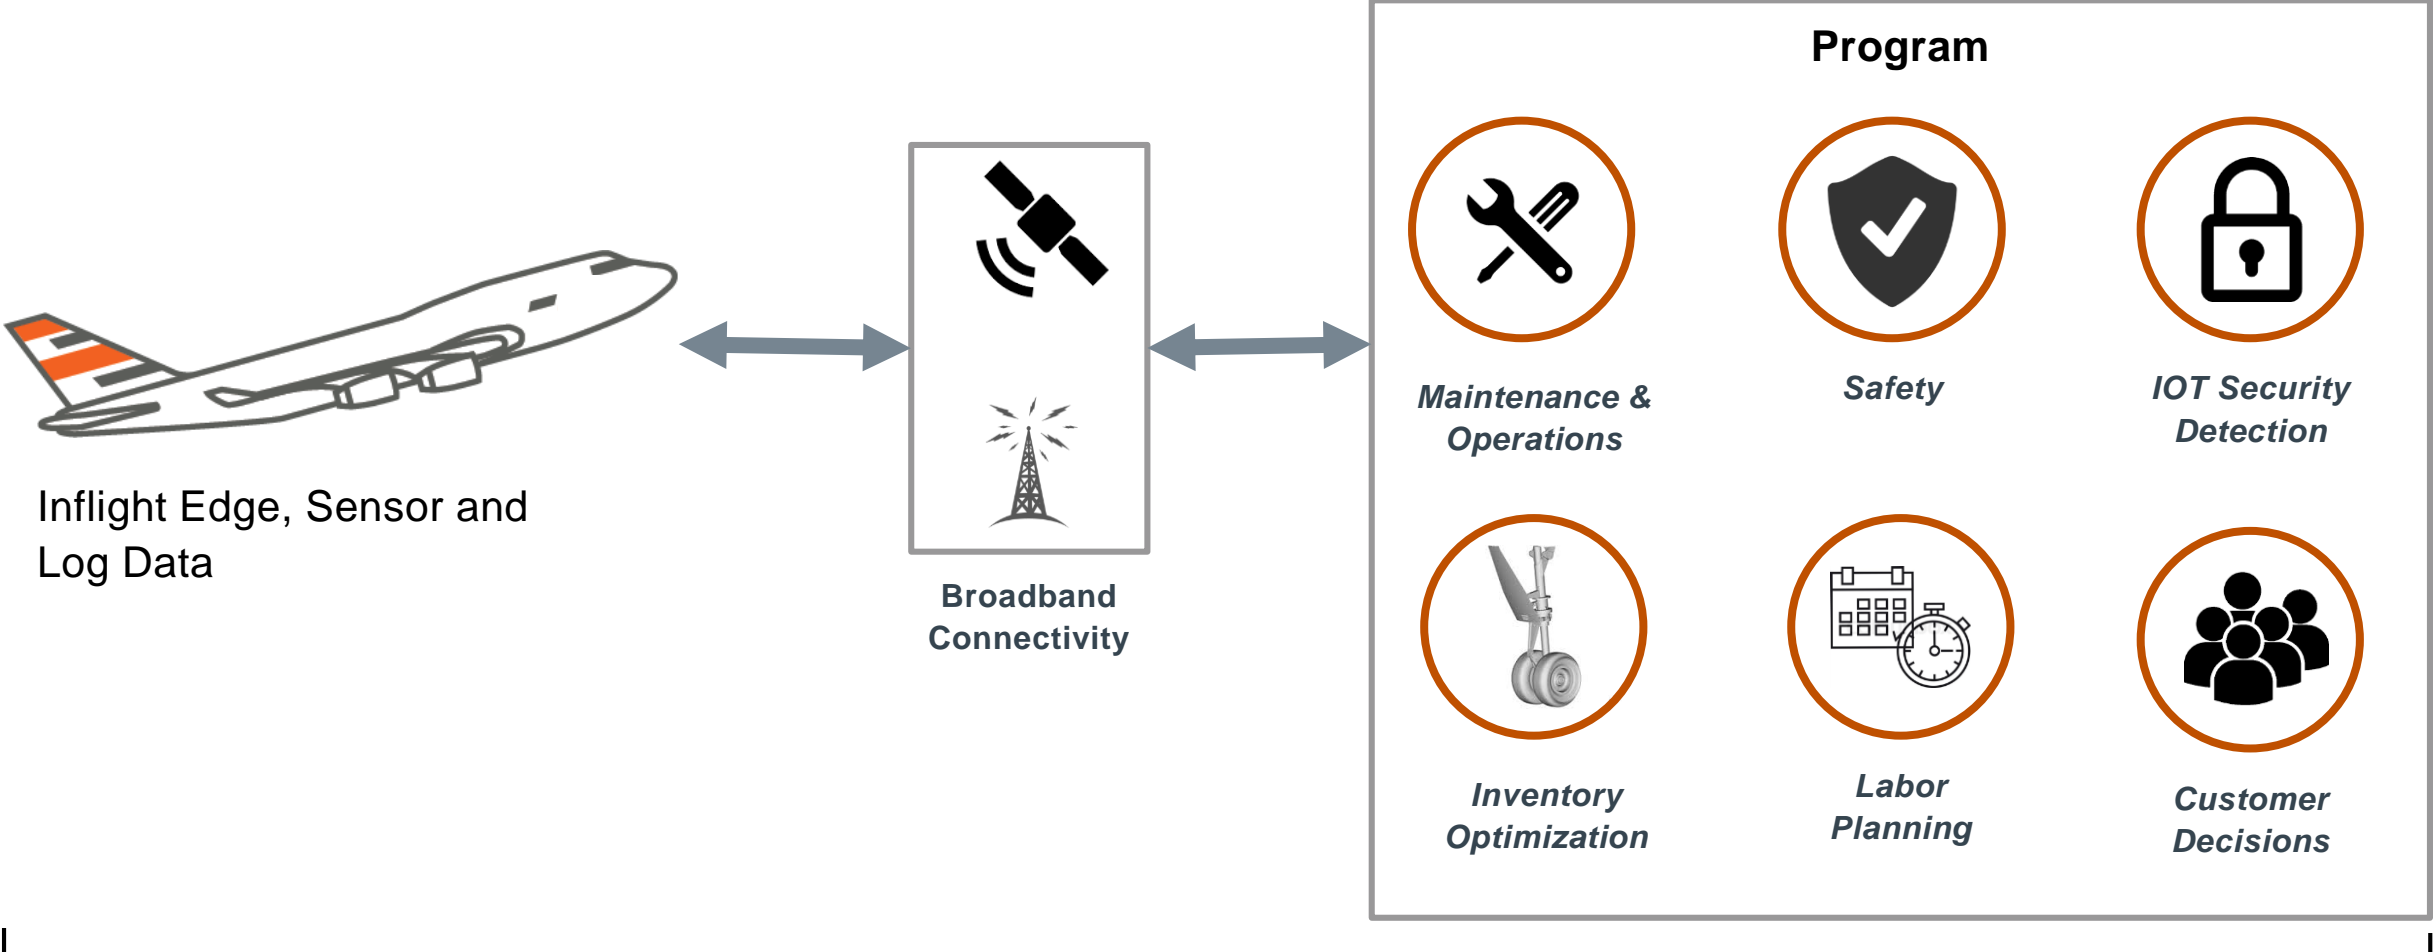 Program
Maintenance &
Operations
Safety
IOT Security
Detection
Inflight Edge, Sensor and
Log Data
Broadband
Connectivity
Inventory
Optimization
Labor
Planning
Customer
Decisions